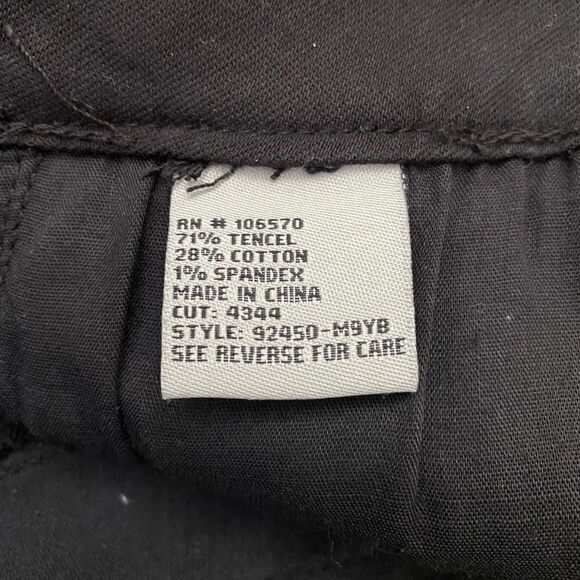 RN # 106570
71% TENCEL
28% COTTON
1% SPANDEX
MADE IN CHINA
CUT: 4344
STYLE: 92450-M9YB
SEE REVERSE FOR CARE